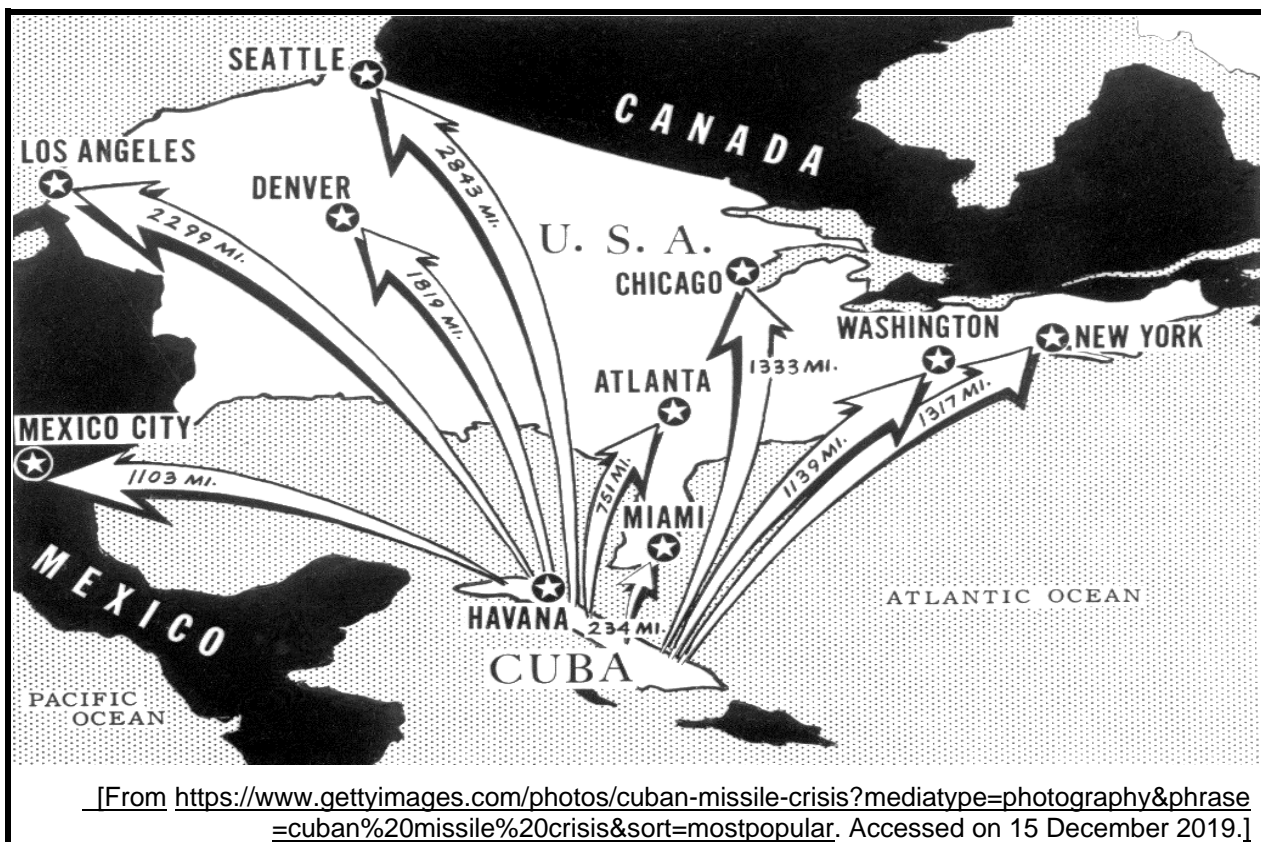 SEATTLE
CANADA
LOS ANGELES
DENVER
2843 MI.
2299 MI.
U. S. A.
1819 MI.
CHICAGO
WASHINGTON
NEW YORK
1333 MI.
ATLANTA
1317 MI.
MEXICO CITY
1139 MI.
1103 MI.
751 MI.
MIAMI
MEXICO
HAVANA
234 MI.
ATLANTIC OCEAN
CUBA
PACIFIC
OCEAN
[From https://www.gettyimages.com/photos/cuban-missile-crisis?mediatype=photography&phrase
=cuban%20missile%20crisis&sort=mostpopular. Accessed on 15 December 2019.]